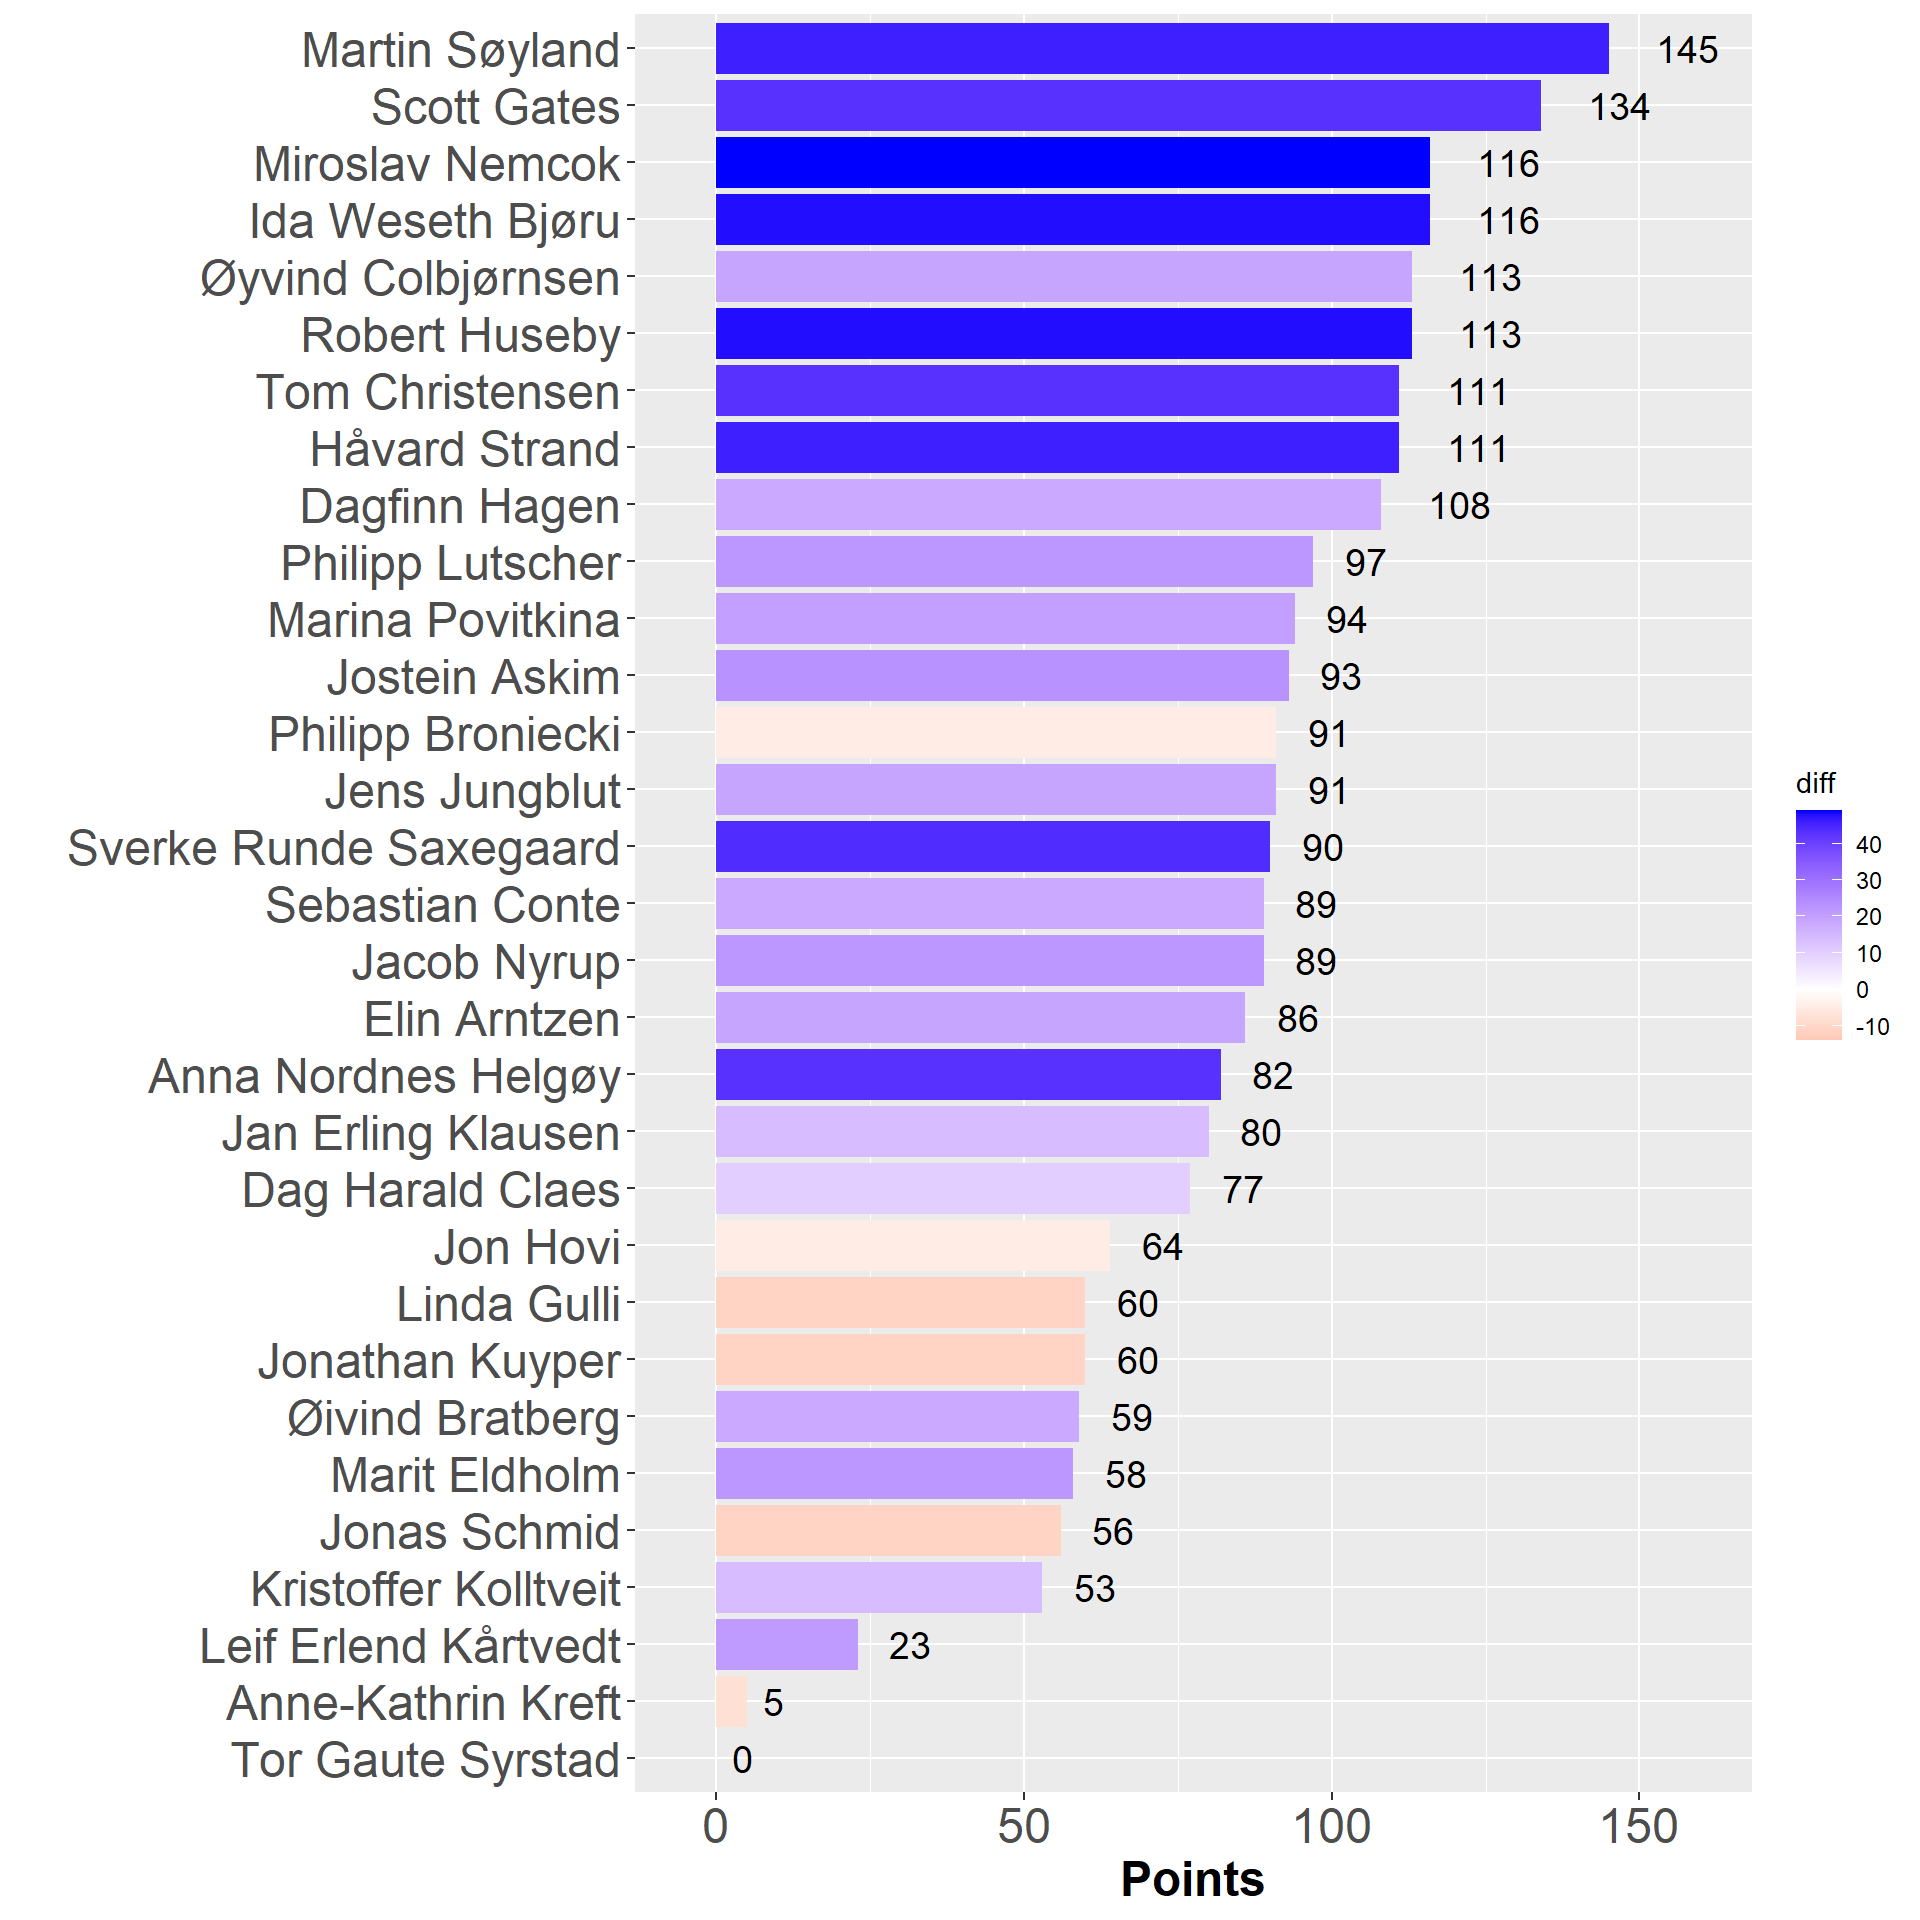 Martin Søyland 145
Scott Gates 134
Miroslav Nemcok 116
Ida Weseth Bjøru 116
Øyvind Colbjørnsen 113
Robert Huseby 113
Tom Christensen 111
Håvard Strand 111
Dagfinn Hagen 108
Philipp Lutscher 97
Marina Povitkina 94
Jostein Askim 93
Philipp Broniecki 91
Jens Jungblut 91
Sverke Runde Saxegaard 90
Sebastian Conte 89
Jacob Nyrup 89
Elin Arntzen 86
Anna Nordnes Helgøy 82
Jan Erling Klausen 80
Dag Harald Claes 77
Jon Hovi 64
Linda Gulli 60
Jonathan Kuyper 60
Øivind Bratberg 59
Marit Eldholm 58
Jonas Schmid 56
Kristoffer Kolltveit 53
Leif Erlend Kårtvedt 23
Anne-Kathrin Kreft 5
Tor Gaute Syrstad 0
0 50 100 150
Points
diff
40
30
20
10
0
-10